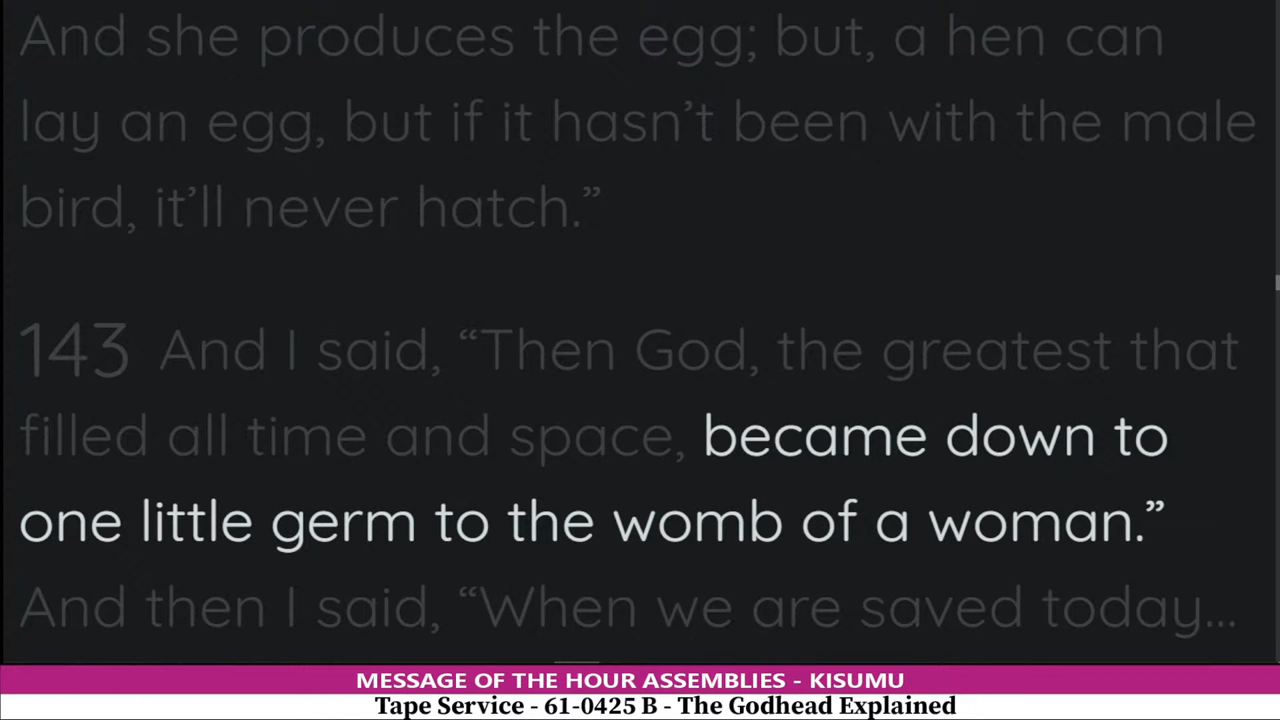 And she produces the egg; but, a hen can
lay an egg, but if it hasn’t been with the male
bird, it’ll never hatch.”
143 And I said, “Then God, the greatest that
filled all time and space, became down to
one little germ to the womb of a woman.”
And then I said, “When we are saved today...
MESSAGE OF THE HOUR ASSEMBLIES - KISUMU
Tape Service - 61-0425 B - The Godhead Explained